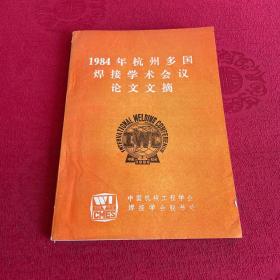 1984年杭州多国
焊接学术会议
论文文摘
INTERNATIONAL WELDING CONFERENCE
IWC
1984
WI
CMES
中国机械工程学会
焊接学会秘书处